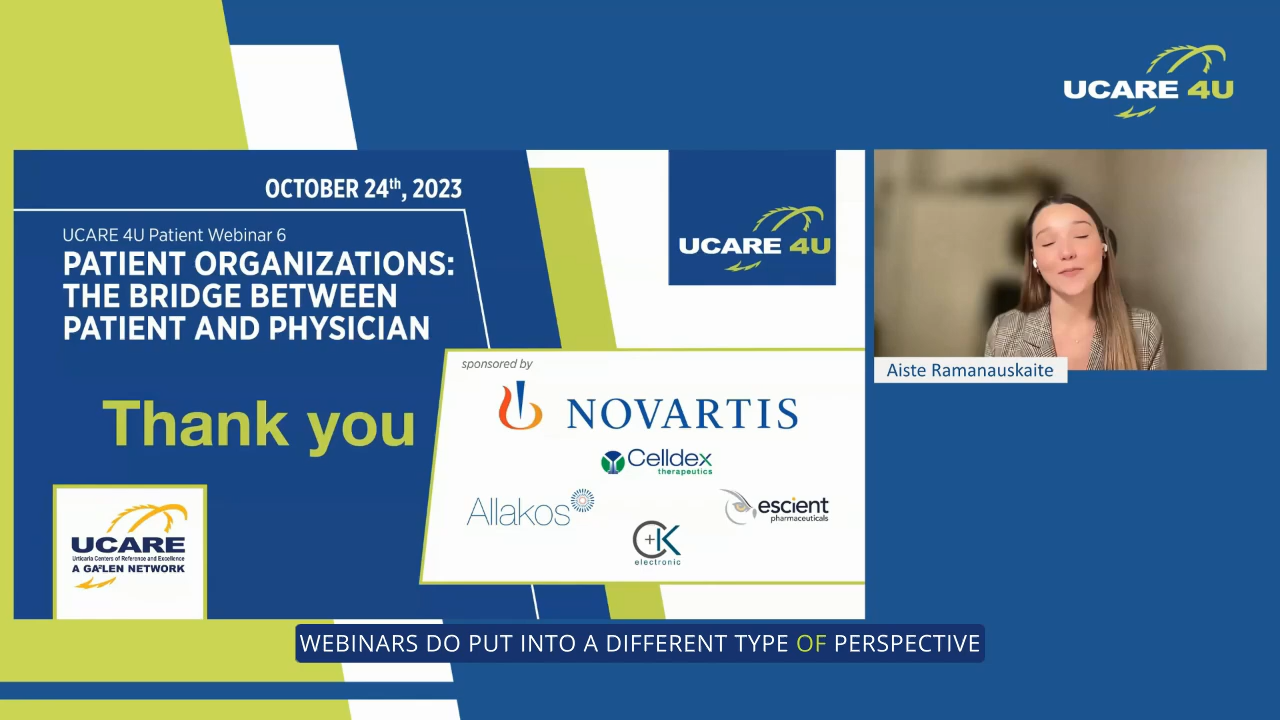 UCARE 4U
OCTOBER 24th, 2023
UCARE 4U Patient Webinar 6
PATIENT ORGANIZATIONS:
THE BRIDGE BETWEEN
PATIENT AND PHYSICIAN
UCARE 4U
Thank you
sponsored by
NOVARTIS
Celldex
therapeutics
Allakos
escient
pharmaceuticals
C+K
electronic
UCARE
Urticaria Centers of Reference and Excellence
A GA²LEN NETWORK
Aiste Ramanauskaite
WEBINARS DO PUT INTO A DIFFERENT TYPE OF PERSPECTIVE